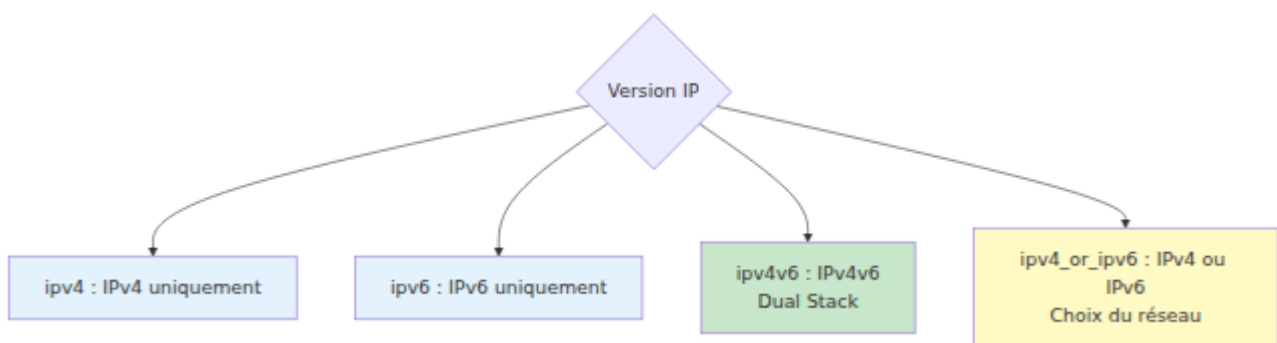 Version IP
ipv4 : IPv4 uniquement
ipv6 : IPv6 uniquement
ipv4v6 : IPv4v6
Dual Stack
ipv4_or_ipv6 : IPv4 ou
IPv6
Choix du réseau